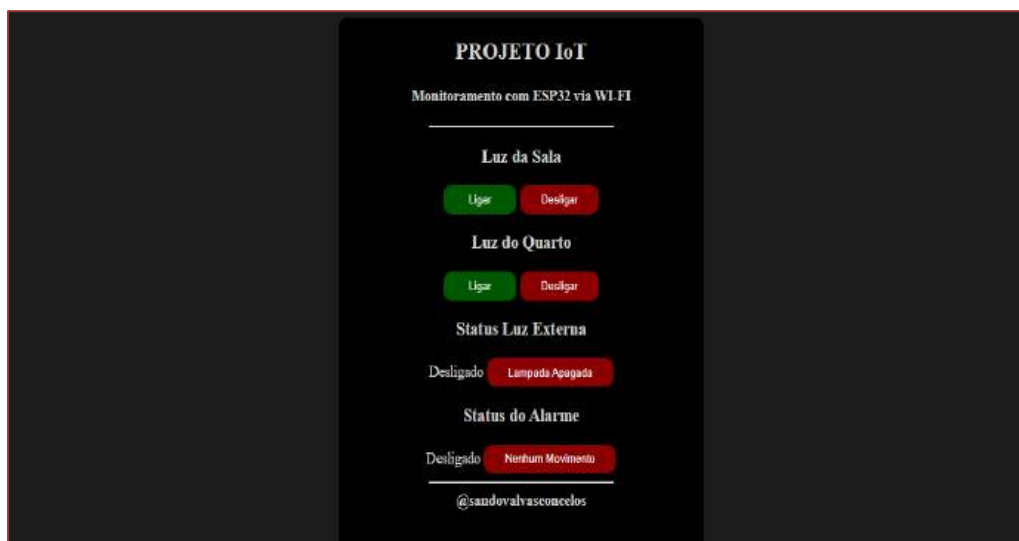 PROJETO IoT
Monitoramento com ESP32 via WI-FI
Luz da Sala
Ligar Desligar
Luz do Quarto
Ligar Desligar
Status Luz Externa
Desligado Lampada Apagada
Status do Alarme
Desligado Nenhum Movimento
@sandovalvasconcelos